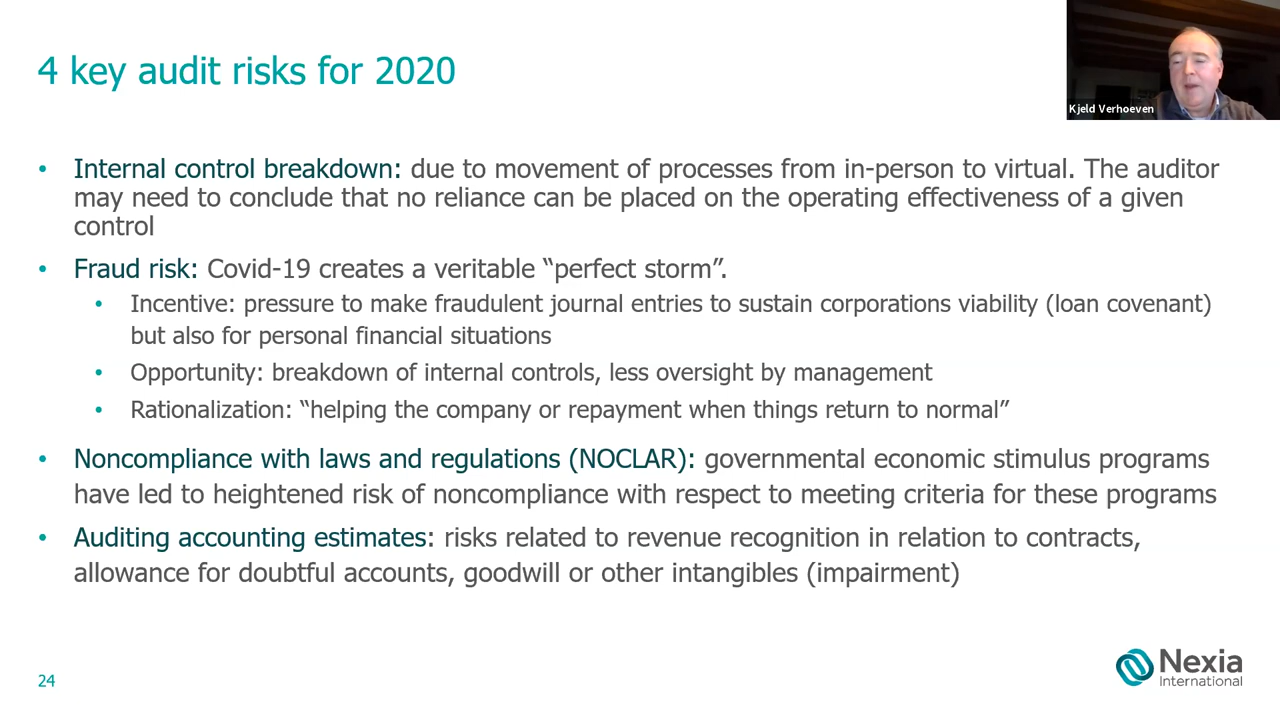 4 key audit risks for 2020
Kjeld Verhoeven
• Internal control breakdown: due to movement of processes from in-person to virtual. The auditor
may need to conclude that no reliance can be placed on the operating effectiveness of a given
control
• Fraud risk: Covid-19 creates a veritable “perfect storm”.
• Incentive: pressure to make fraudulent journal entries to sustain corporations viability (loan covenant)
but also for personal financial situations
• Opportunity: breakdown of internal controls, less oversight by management
• Rationalization: “helping the company or repayment when things return to normal”
• Noncompliance with laws and regulations (NOCLAR): governmental economic stimulus programs
have led to heightened risk of noncompliance with respect to meeting criteria for these programs
• Auditing accounting estimates: risks related to revenue recognition in relation to contracts,
allowance for doubtful accounts, goodwill or other intangibles (impairment)
24
Nexia
International